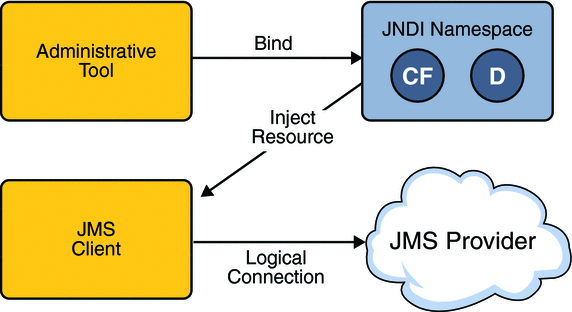 Administrative
Tool
Bind
JNDI Namespace
CF
D
Inject
Resource
JMS
Client
Logical
Connection
JMS Provider